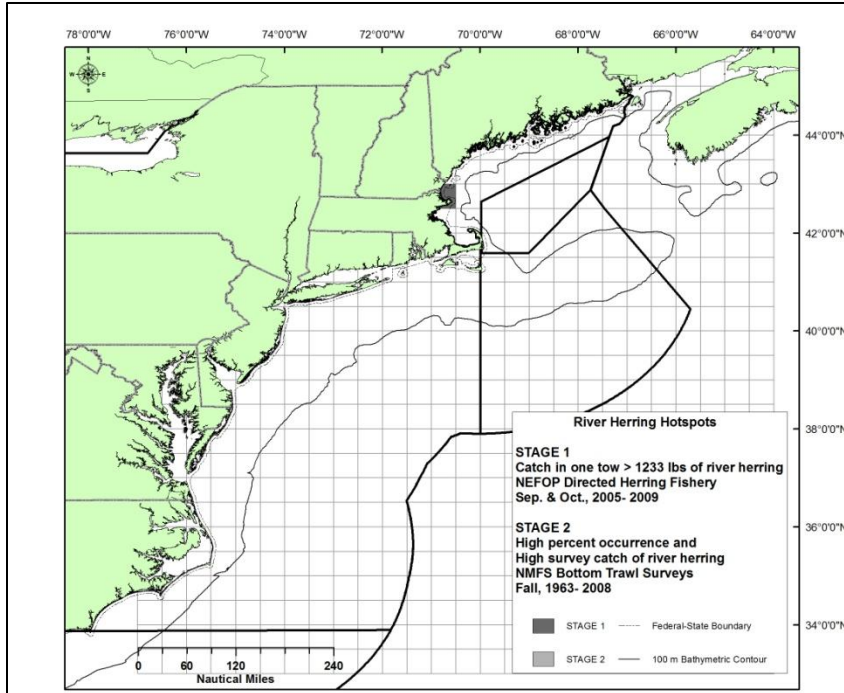 78°0'0"W 76°0'0"W 74°0'0"W 72°0'0"W 70°0'0"W 68°0'0"W 66°0'0"W 64°0'0"W
N
W E
S
44°0'0"N
42°0'0"N
40°0'0"N
38°0'0"N
36°0'0"N
34°0'0"N
River Herring Hotspots
STAGE 1
Catch in one tow > 1233 lbs of river herring
NEFOP Directed Herring Fishery
Sep. & Oct., 2005- 2009
STAGE 2
High percent occurrence and
High survey catch of river herring
NMFS Bottom Trawl Surveys
Fall, 1963- 2008
STAGE 1 Federal-State Boundary
STAGE 2 100 m Bathymetric Contour
0 30 60 120 180 240
Nautical Miles